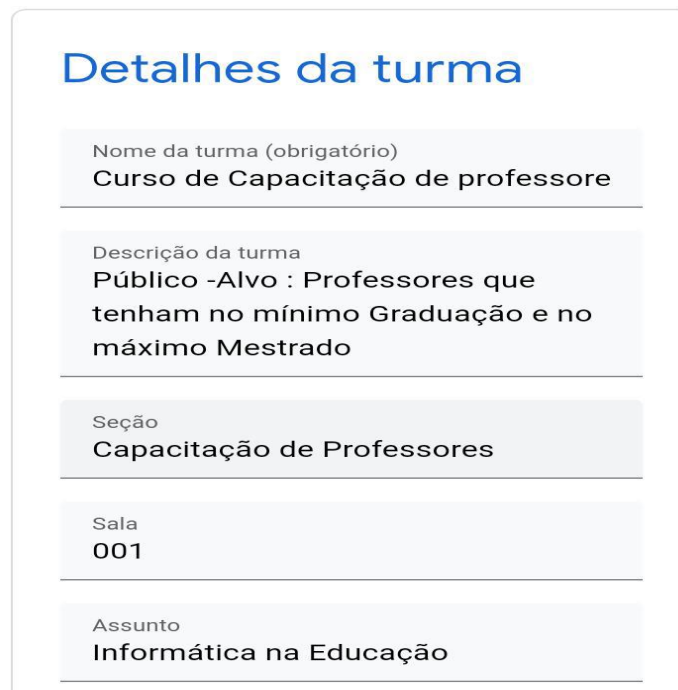 Detalhes da turma
Nome da turma (obrigatório)
Curso de Capacitação de professore
Descrição da turma
Público -Alvo : Professores que
tenham no mínimo Graduação e no
máximo Mestrado
Seção
Capacitação de Professores
Sala
001
Assunto
Informática na Educação